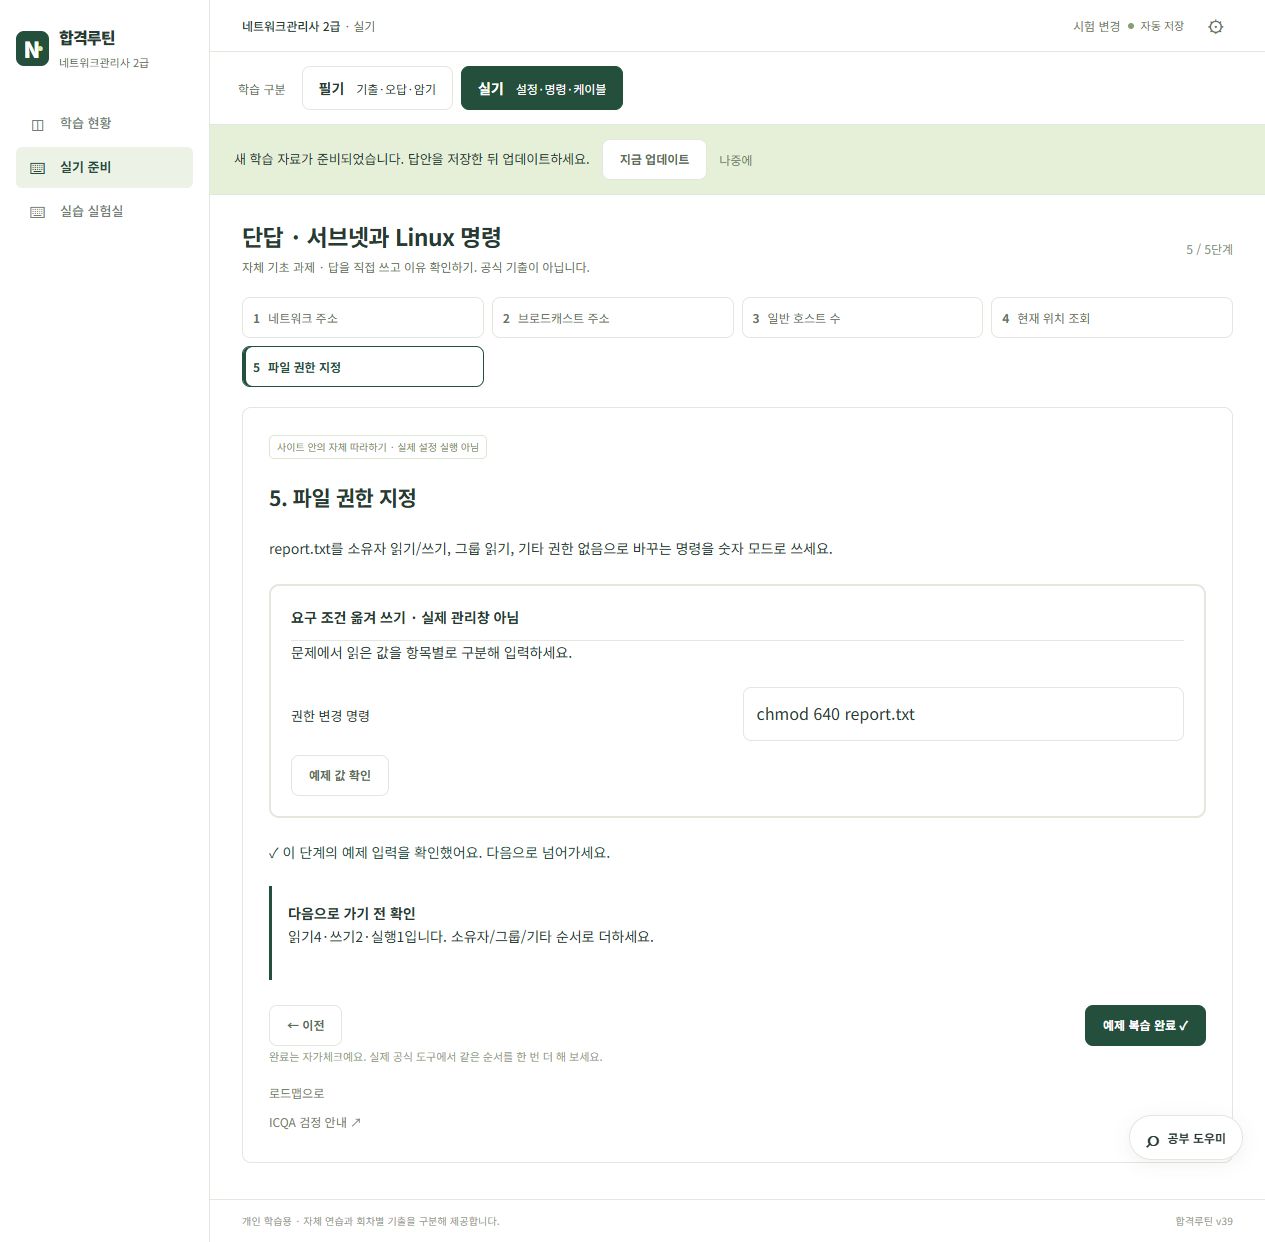 합격루틴
네트워크관리사 2급
학습 현황
실기 준비
실습 실험실
네트워크관리사 2급 · 실기
시험 변경 ● 자동 저장
학습 구분
필기 기출·오답·암기
실기 설정·명령·케이블
새 학습 자료가 준비되었습니다. 답안을 저장한 뒤 업데이트하세요.
지금 업데이트
나중에
단답 · 서브넷과 Linux 명령
자체 기초 과제 · 답을 직접 쓰고 이유 확인하기. 공식 기출이 아닙니다.
5 / 5단계
1 네트워크 주소
2 브로드캐스트 주소
3 일반 호스트 수
4 현재 위치 조회
5 파일 권한 지정
사이트 안의 자체 따라하기 · 실제 설정 실행 아님
5. 파일 권한 지정
report.txt를 소유자 읽기/쓰기, 그룹 읽기, 기타 권한 없음으로 바꾸는 명령을 숫자 모드로 쓰세요.
요구 조건 옮겨 쓰기 · 실제 관리창 아님
문제에서 읽은 값을 항목별로 구분해 입력하세요.
권한 변경 명령
chmod 640 report.txt
예제 값 확인
✓ 이 단계의 예제 입력을 확인했어요. 다음으로 넘어가세요.
다음으로 가기 전 확인
읽기4·쓰기2·실행1입니다. 소유자/그룹/기타 순서로 더하세요.
← 이전
예제 복습 완료 ✓
완료는 자가체크예요. 실제 공식 도구에서 같은 순서를 한 번 더 해 보세요.
로드맵으로
ICQA 검정 안내 ↗
공부 도우미
개인 학습용 · 자체 연습과 회차별 기출을 구분해 제공합니다.
합격루틴 v39